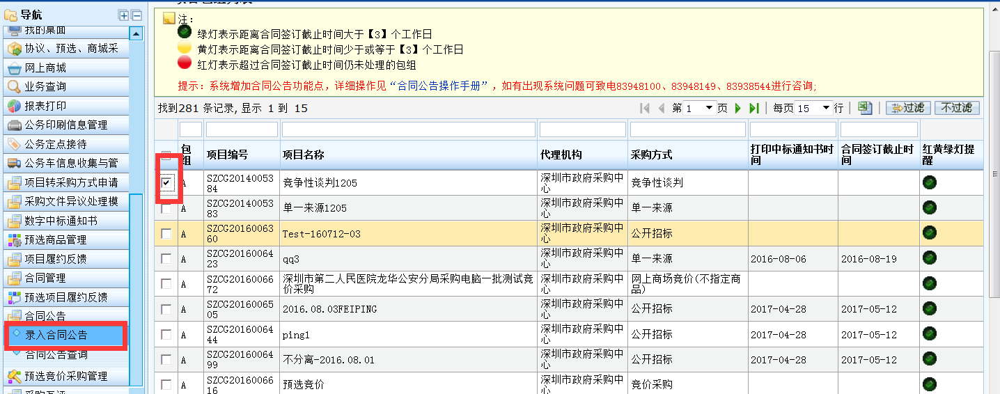 导航
我的桌面
协议、预选、商城采
网上商城
业务查询
报表打印
公务印刷信息管理
公务定点接待
公务车信息收集与管
项目转采购方式申请
采购文件异议处理模
数字中标通知书
预选商品管理
项目履约反馈
合同管理
预选项目履约反馈
合同公告
录入合同公告
合同公告查询
预选竞价采购管理
注：
绿灯表示距离合同签订截止时间大于【3】个工作日
黄灯表示距离合同签订截止时间少于或等于【3】个工作日
红灯表示超过合同签订截止时间仍未处理的包组
提示：系统增加合同公告功能点，详细操作见“合同公告操作手册”，如有出现系统问题可致电83948100、83948149、83938544进行咨询;
找到281 条记录, 显示 1 到 15
第 1 页
每页 15 行
过滤
不过滤
包组 项目编号 项目名称 代理机构 采购方式 打印中标通知书时间 合同签订截止时间 红黄绿灯提醒
A SZCG2014005384 竞争性谈判1205 深圳市政府采购中心 竞争性谈判
A SZCG2014005383 单一来源1205 深圳市政府采购中心 单一来源
A SZCG2016006360 Test-160712-03 深圳市政府采购中心 公开招标
A SZCG2016006423 qq3 深圳市政府采购中心 单一来源 2016-08-06 2016-08-19
A SZCG2016006672 深圳市第二人民医院龙华公安分局采购电脑一批测试竞价采购 深圳市政府采购中心 网上商场竞价(不指定商品)
A SZCG2016006505 2016.08.03FEIPING 深圳市政府采购中心 公开招标 2017-04-28 2017-05-12
A SZCG2016006444 ping1 深圳市政府采购中心 公开招标 2017-04-28 2017-05-12
A SZCG2016006499 不分离-2016.08.01 深圳市政府采购中心 公开招标 2017-04-28 2017-05-12
A SZCG2016006616 预选竞价 深圳市政府采购中心 竞价采购